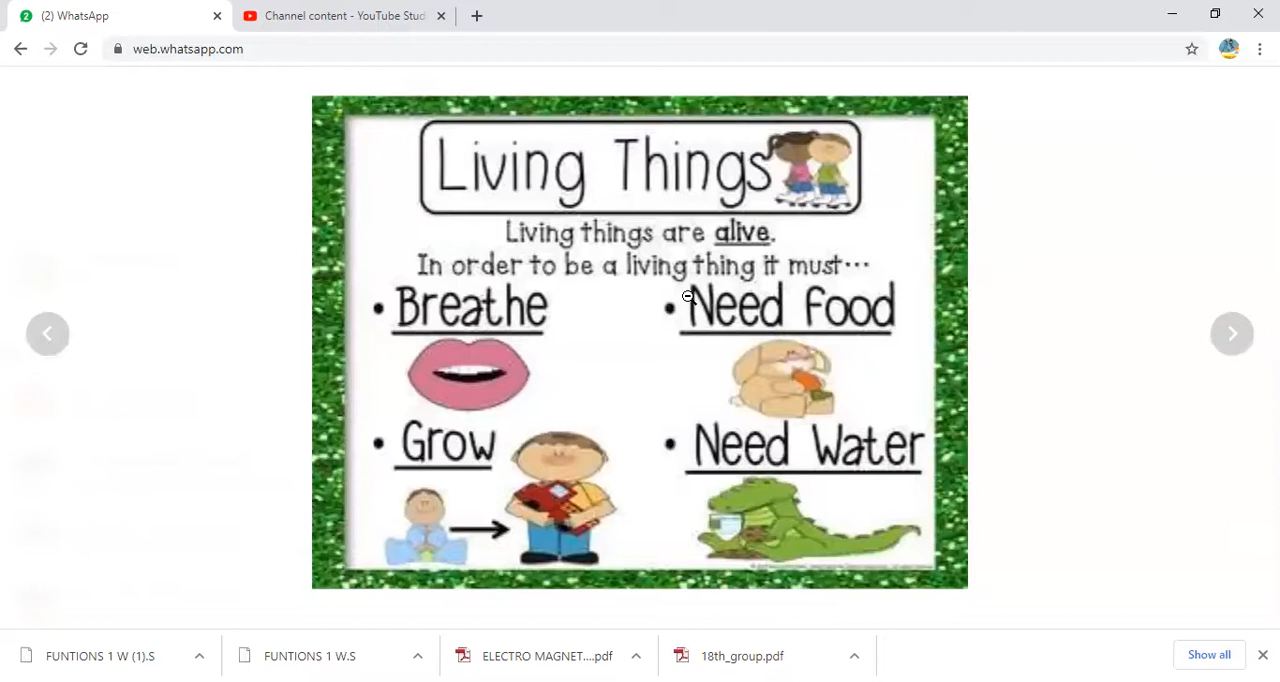 (2) WhatsApp
Channel content - YouTube Stud
web.whatsapp.com
Living Things
Living things are alive.
In order to be a living thing it must...
• Breathe
• Need Food
• Grow
• Need Water
FUNTIONS 1 W (1).S
FUNTIONS 1 W.S
ELECTRO MAGNET....pdf
18th_group.pdf
Show all